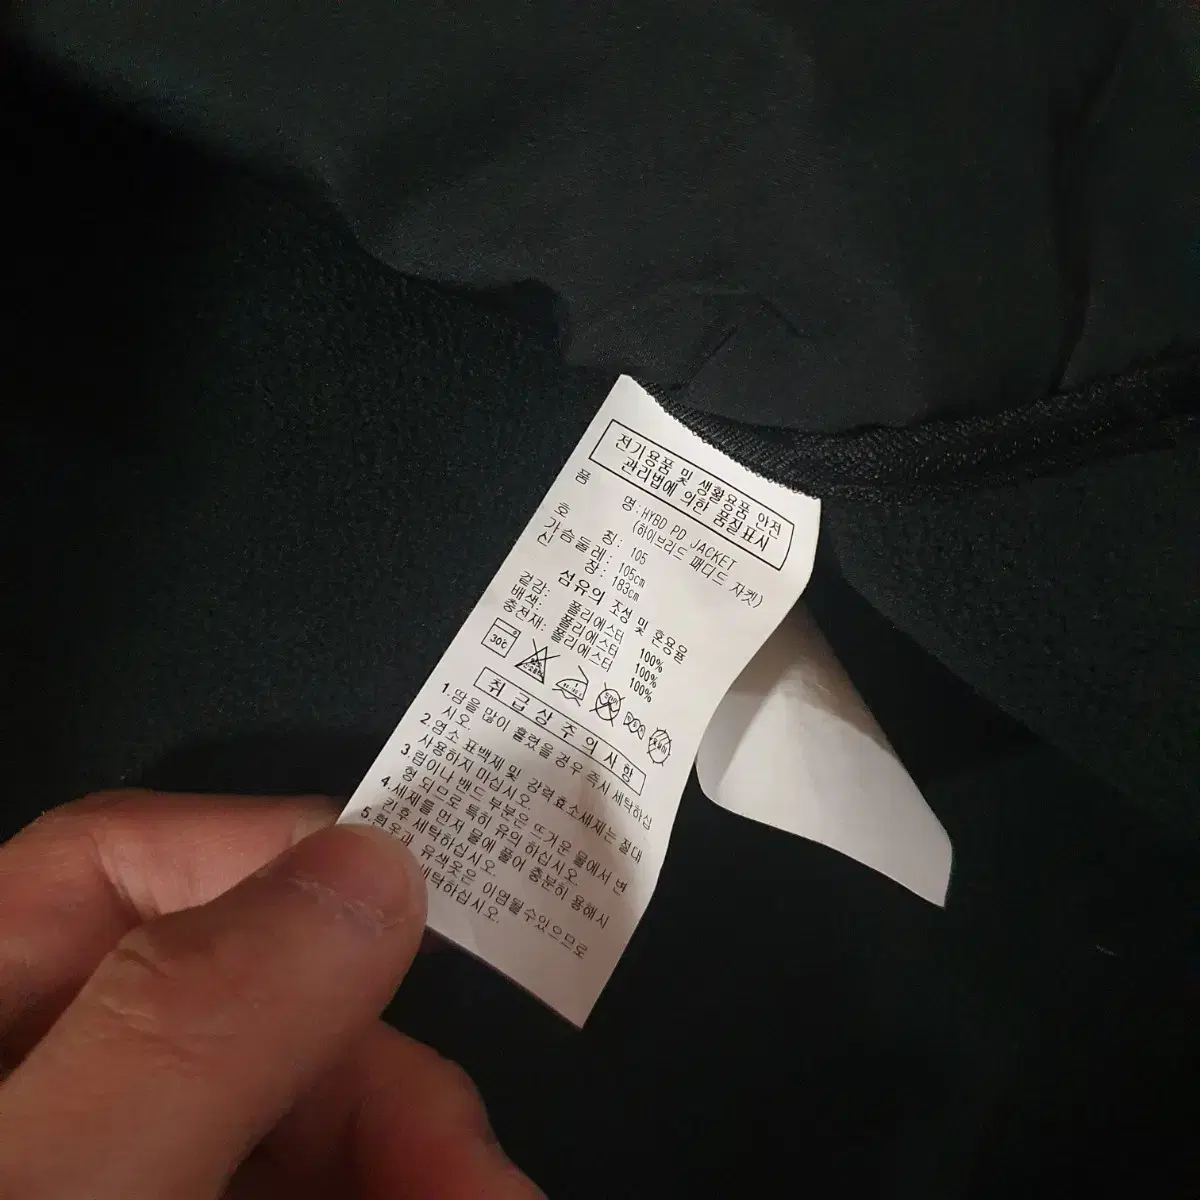 전기용품 및 생활용품 안전
관리법에 의한 품질표시
품 명:HYBD PD JACKET
(하이브리드 패디드 자켓)
호 칭: 105
가슴둘레: 105cm
신 장: 183cm
섬유의 조성 및 혼용율
겉감: 폴리에스터 100%
배색: 폴리에스터 100%
충전재: 폴리에스터 100%
30℃
취급상주의사항
1.땀을 많이 흘렸을 경우 즉시 세탁하십
시오.
2.염소 표백제 및 강력효소세제는 절대
사용하지 마십시오.
3.립이나 밴드 부분은 뜨거운 물에서 변
형 되므로 특히 유의 하십시오.
4.세제를 먼저 물에 풀어 충분히 용해시
킨후 세탁하십시오.
5.흰옷과 유색옷은 이염될수있으므로
세탁하십시오.